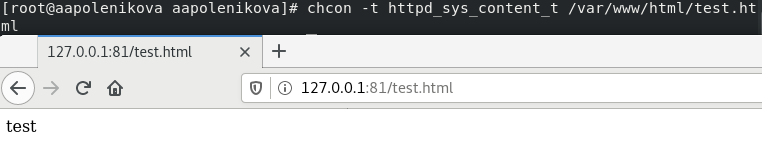 [root@aapolenikova aapolenikova]# chcon -t httpd_sys_content_t /var/www/html/test.ht
ml
127.0.0.1:81/test.html
127.0.0.1:81/test.html
test